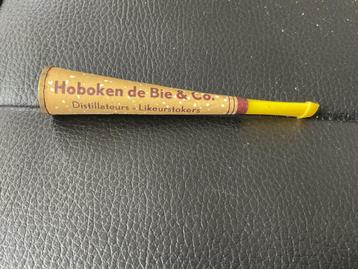 Hoboken de Bie & Co.
Distillateurs - Likeurstokers